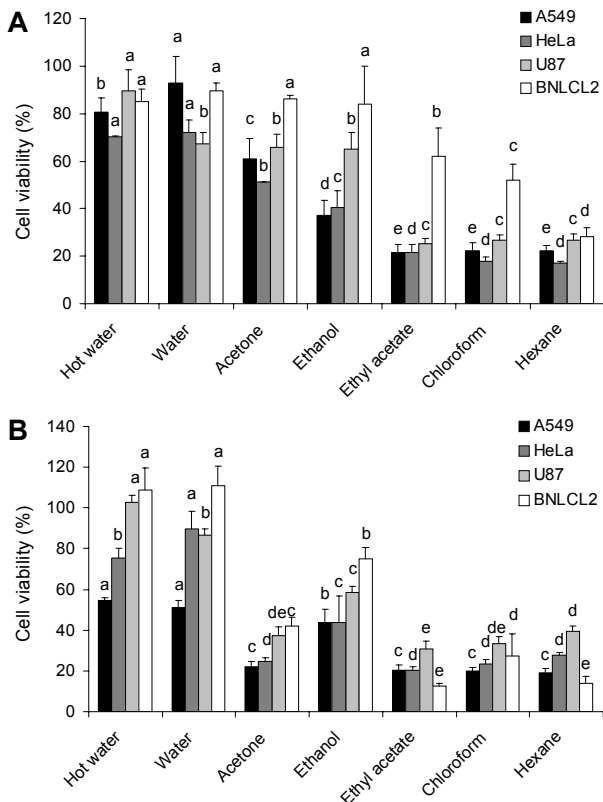 A
120
100
80
60
40
20
0
Cell viability (%)
A549
HeLa
U87
BNLCL2
b a a a
a a b a
c b b a
d c b a
e e c b
e d c c
e d c d
Hot water
Water
Acetone
Ethanol
Ethyl acetate
Chloroform
Hexane
B
140
120
100
80
60
40
20
0
Cell viability (%)
A549
HeLa
U87
BNLCL2
a b a a
a a b a
c d de c
b c c b
c d e e
c d de d
c d d e
Hot water
Water
Acetone
Ethanol
Ethyl acetate
Chloroform
Hexane